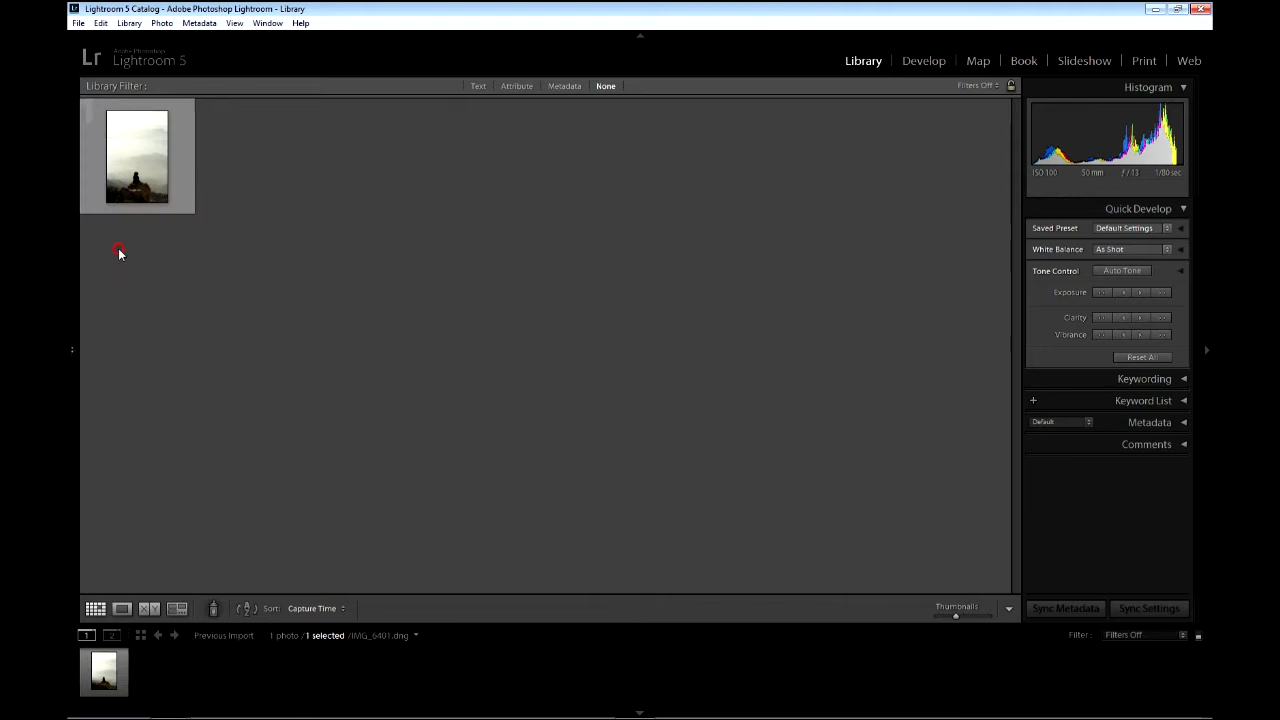 Lightroom 5 Catalog - Adobe Photoshop Lightroom - Library
File Edit Library Photo Metadata View Window Help
Lr Adobe Photoshop Lightroom 5
Library Develop Map Book Slideshow Print Web
Library Filter : Text Attribute Metadata None Filters Off
Histogram
ISO 100 50 mm ƒ / 13 1/80 sec
Quick Develop
Saved Preset Default Settings
White Balance As Shot
Tone Control Auto Tone
Exposure
Clarity
Vibrance
Reset All
Keywording
+ Keyword List
Default Metadata
Comments
Sort: Capture Time Thumbnails Sync Metadata Sync Settings
1 2 Previous Import 1 photo / 1 selected / IMG_6401.dng Filter : Filters Off